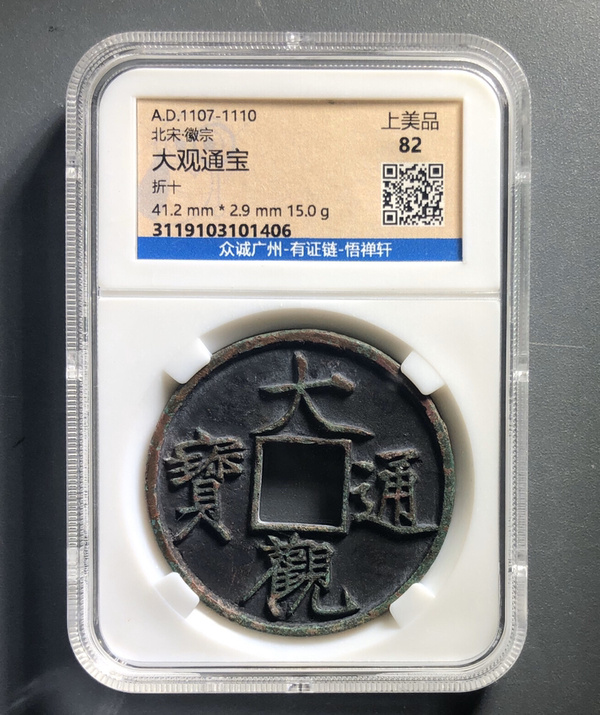 A.D.1107-1110
北宋·徽宗
大观通宝
折十
41.2 mm * 2.9 mm 15.0 g
3119103101406
上美品
82
众诚广州-有证链-悟禅轩
大
觀
通
寶